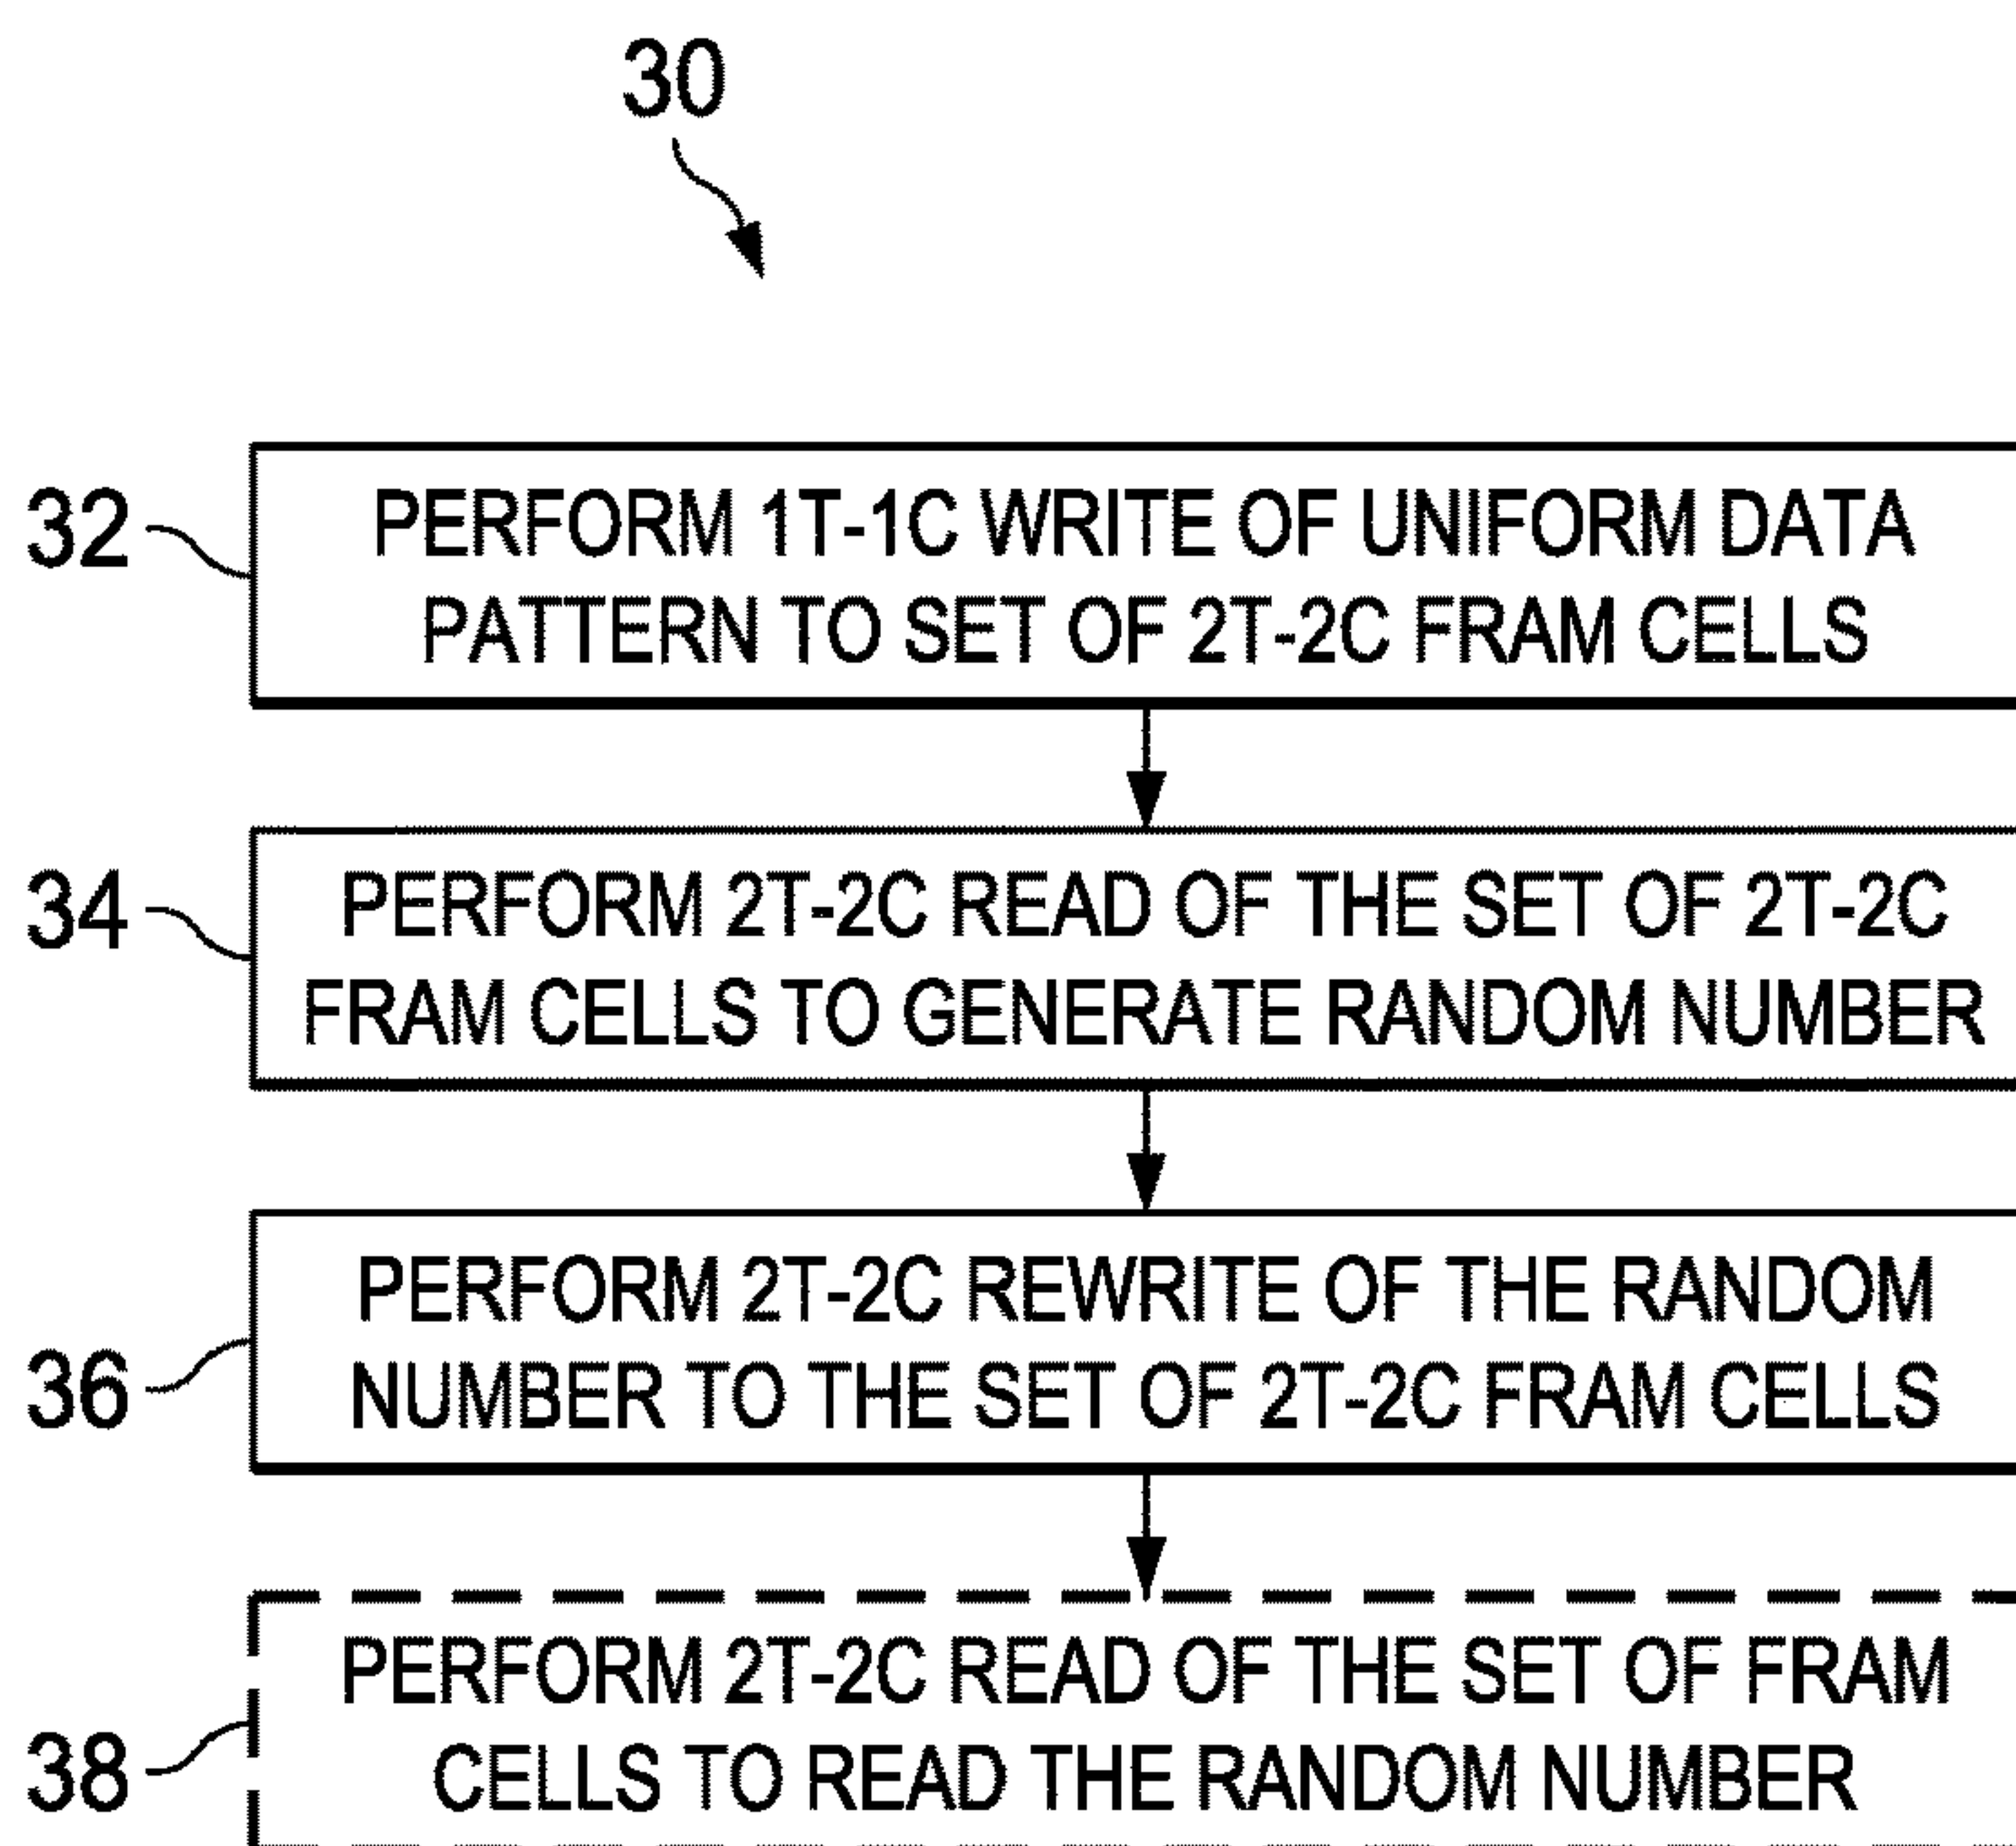 30
32
PERFORM 1T-1C WRITE OF UNIFORM DATA
PATTERN TO SET OF 2T-2C FRAM CELLS
34
PERFORM 2T-2C READ OF THE SET OF 2T-2C
FRAM CELLS TO GENERATE RANDOM NUMBER
36
PERFORM 2T-2C REWRITE OF THE RANDOM
NUMBER TO THE SET OF 2T-2C FRAM CELLS
38
PERFORM 2T-2C READ OF THE SET OF FRAM
CELLS TO READ THE RANDOM NUMBER